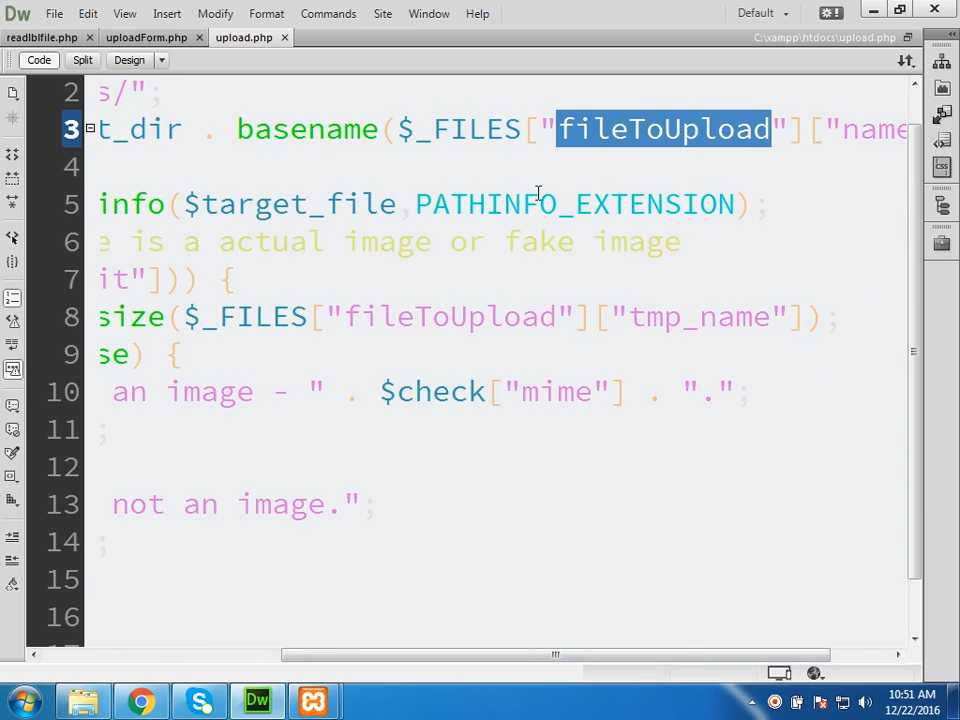 Dw File Edit View Insert Modify Format Commands Site Window Help Default
readlblfile.php uploadForm.php upload.php C:\xampp\htdocs\upload.php
Code Split Design
2 s/";
3 t_dir . basename($_FILES["fileToUpload"]["name
4
5 info($target_file,PATHINFO_EXTENSION);
6 e is a actual image or fake image
7 it"])) {
8 size($_FILES["fileToUpload"]["tmp_name"]);
9 se) {
10 an image - " . $check["mime"] . ".";
11 ;
12
13 not an image.";
14 ;
15
16
Dw
10:51 AM
12/22/2016